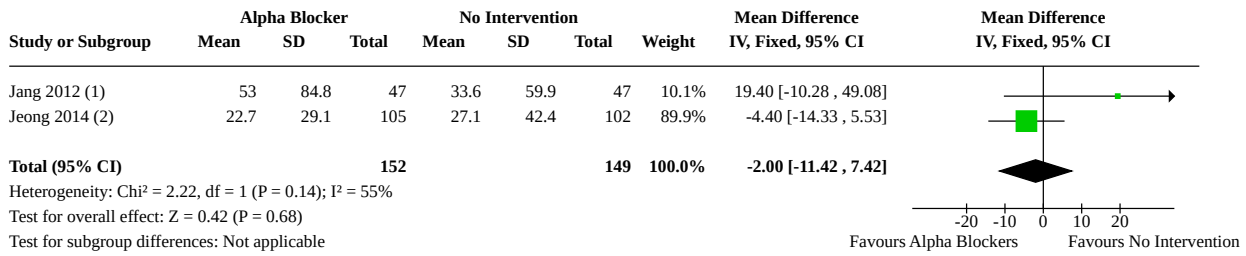 Alpha Blocker No Intervention Mean Difference Mean Difference
Study or Subgroup Mean SD Total Mean SD Total Weight IV, Fixed, 95% CI IV, Fixed, 95% CI
Jang 2012 (1) 53 84.8 47 33.6 59.9 47 10.1% 19.40 [-10.28 , 49.08]
Jeong 2014 (2) 22.7 29.1 105 27.1 42.4 102 89.9% -4.40 [-14.33 , 5.53]
Total (95% CI) 152 149 100.0% -2.00 [-11.42 , 7.42]
Heterogeneity: Chi² = 2.22, df = 1 (P = 0.14); I² = 55%
Test for overall effect: Z = 0.42 (P = 0.68)
-20 -10 0 10 20
Test for subgroup differences: Not applicable
Favours Alpha Blockers Favours No Intervention